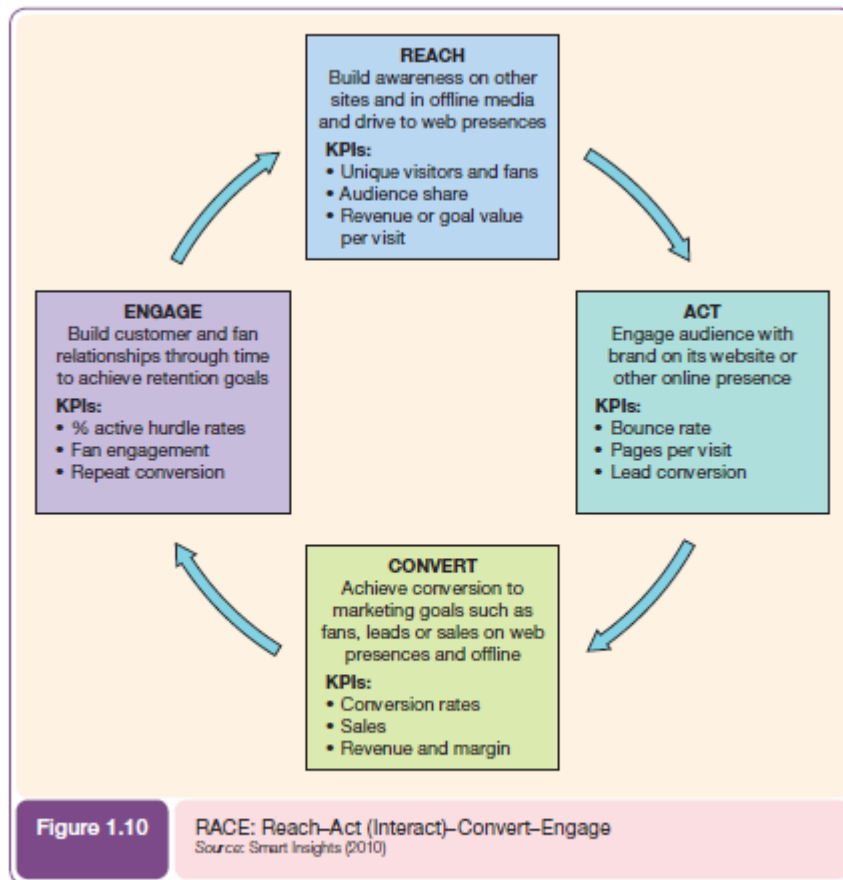 REACH
Build awareness on other
sites and in offline media
and drive to web presences
KPIs:
• Unique visitors and fans
• Audience share
• Revenue or goal value
per visit
ACT
Engage audience with
brand on its website or
other online presence
KPIs:
• Bounce rate
• Pages per visit
• Lead conversion
CONVERT
Achieve conversion to
marketing goals such as
fans, leads or sales on web
presences and offline
KPIs:
• Conversion rates
• Sales
• Revenue and margin
ENGAGE
Build customer and fan
relationships through time
to achieve retention goals
KPIs:
• % active hurdle rates
• Fan engagement
• Repeat conversion
Figure 1.10
RACE: Reach–Act (Interact)–Convert–Engage
Source: Smart Insights (2010)